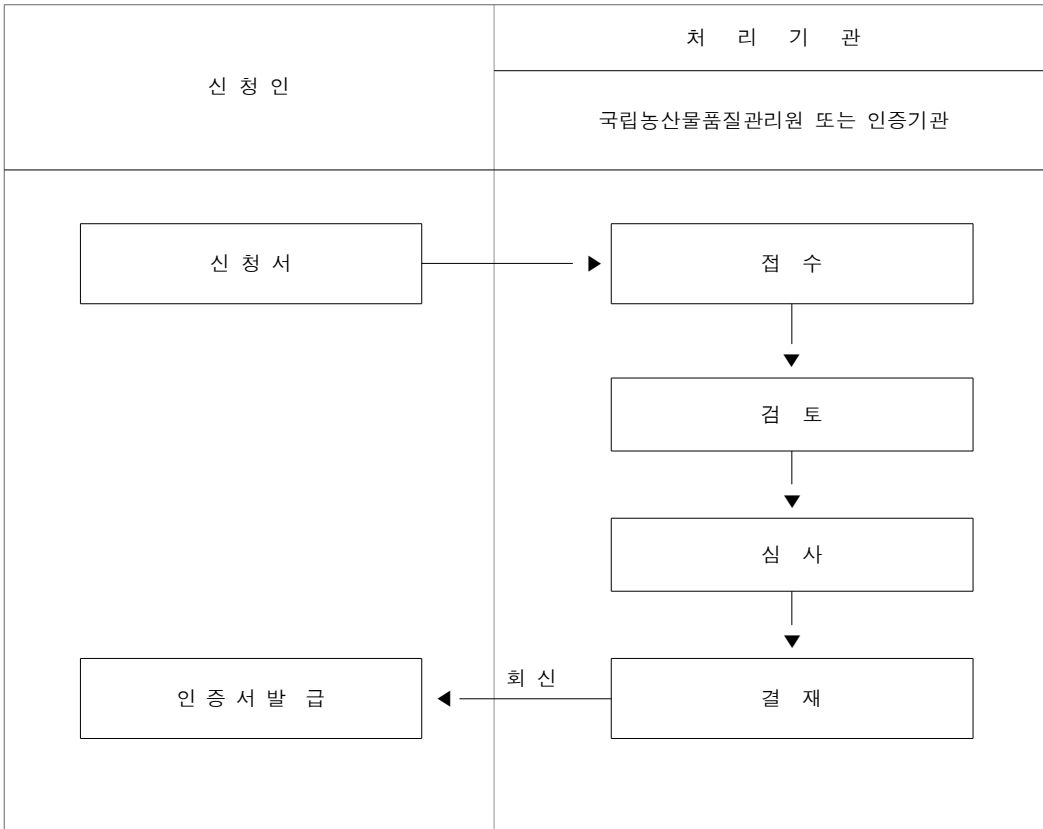 신 청 인
처 리 기 관
국립농산물품질관리원 또는 인증기관
신 청 서
접 수
검 토
심 사
회 신
인 증 서 발 급
결 재